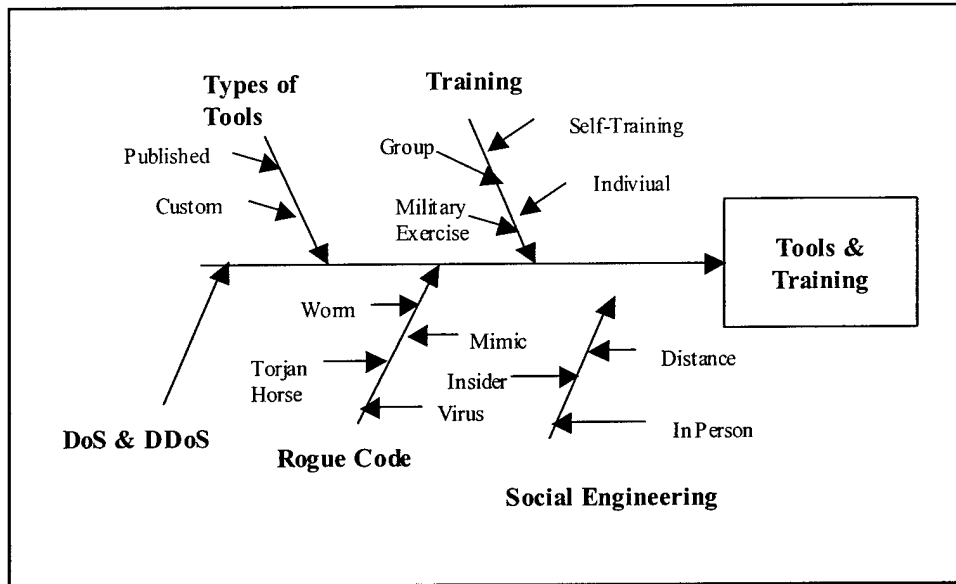 Types of
Tools
Training
Published
Custom
Group
Self-Training
Indiviual
Military
Exercise
Tools &
Training
Worm
Mimic
Torjan
Horse
Virus
Distance
Insider
In Person
DoS & DDoS
Rogue Code
Social Engineering